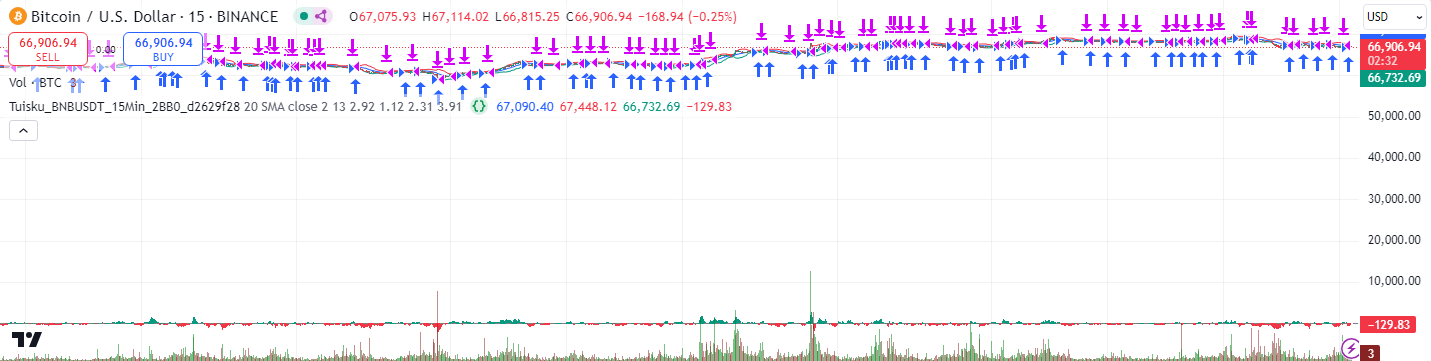 Bitcoin / U.S. Dollar · 15 · BINANCE O67,075.93 H67,114.02 L66,815.25 C66,906.94 −168.94 (−0.25%)
USD
66,906.94
SELL
0.00
66,906.94
BUY
66,906.94
02:32
66,732.69
Vol · BTC 3
Tuisku_BNBUSDT_15Min_2BB0_d2629f28 20 SMA close 2 13 2.92 1.12 2.31 3.91 {} 67,090.40 67,448.12 66,732.69 −129.83
50,000.00
40,000.00
30,000.00
20,000.00
10,000.00
−129.83
3